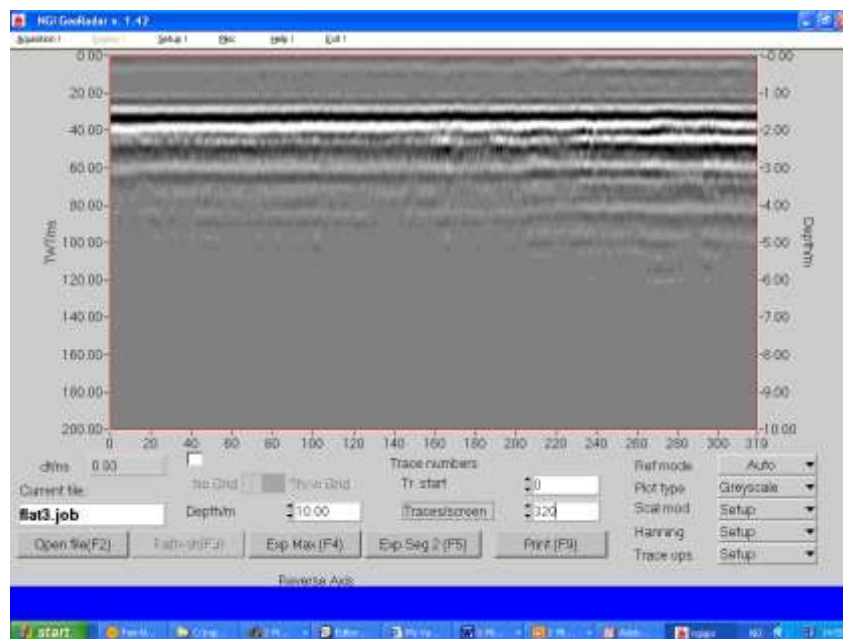 NGI GeoRadar v. 1.42
Setup ! Help ! Exit !
0.00 -0.00
20.00 -1.00
40.00 -2.00
60.00 -3.00
80.00 -4.00
TWT/ns 100.00 -5.00 Depth/m
120.00 -6.00
140.00 -7.00
160.00 -8.00
180.00 -9.00
200.00 -10.00
0 20 40 60 80 100 120 140 160 180 200 220 240 260 280 300 319
dt/ns 0.00 Trace numbers Ref mode Auto
No Grid Show Grid Tr. start 0 Plot type Greyscale
Current file:
flat3.job Depth/m 10.00 Traces/screen 320 Scal mod Setup
Hanning Setup
Open file(F2) Exp Max (F4) Exp Seg 2 (F5) Print (F9) Trace ops Setup
Reverse Axis
start